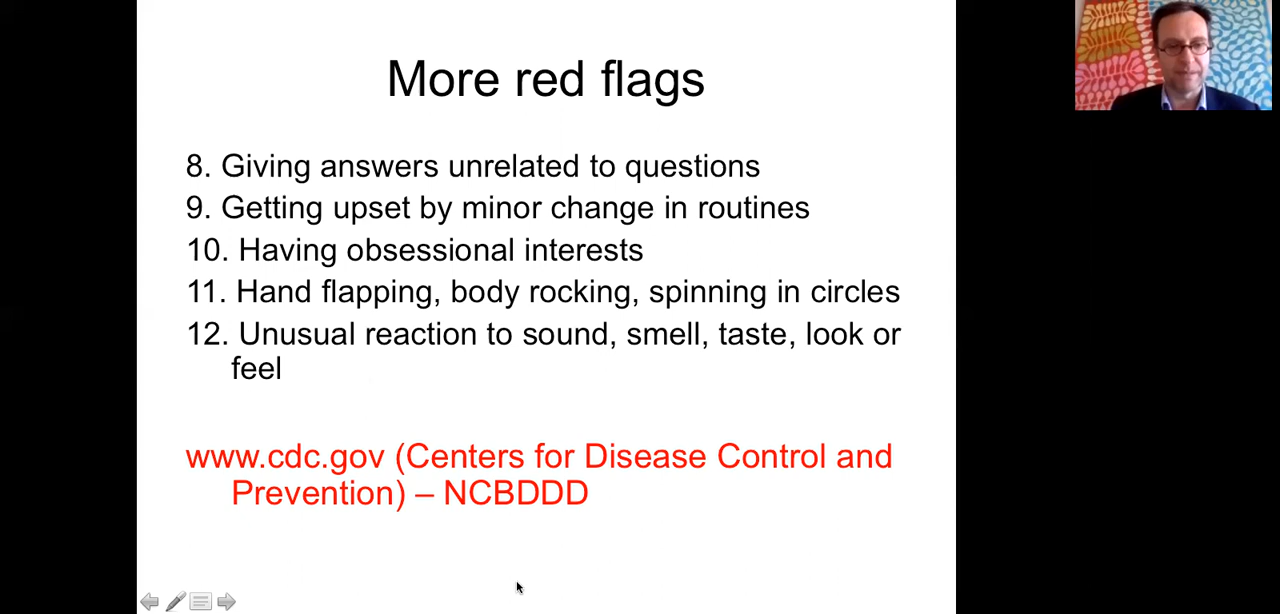 More red flags
8. Giving answers unrelated to questions
9. Getting upset by minor change in routines
10. Having obsessional interests
11. Hand flapping, body rocking, spinning in circles
12. Unusual reaction to sound, smell, taste, look or
feel
www.cdc.gov (Centers for Disease Control and
Prevention) – NCBDDD